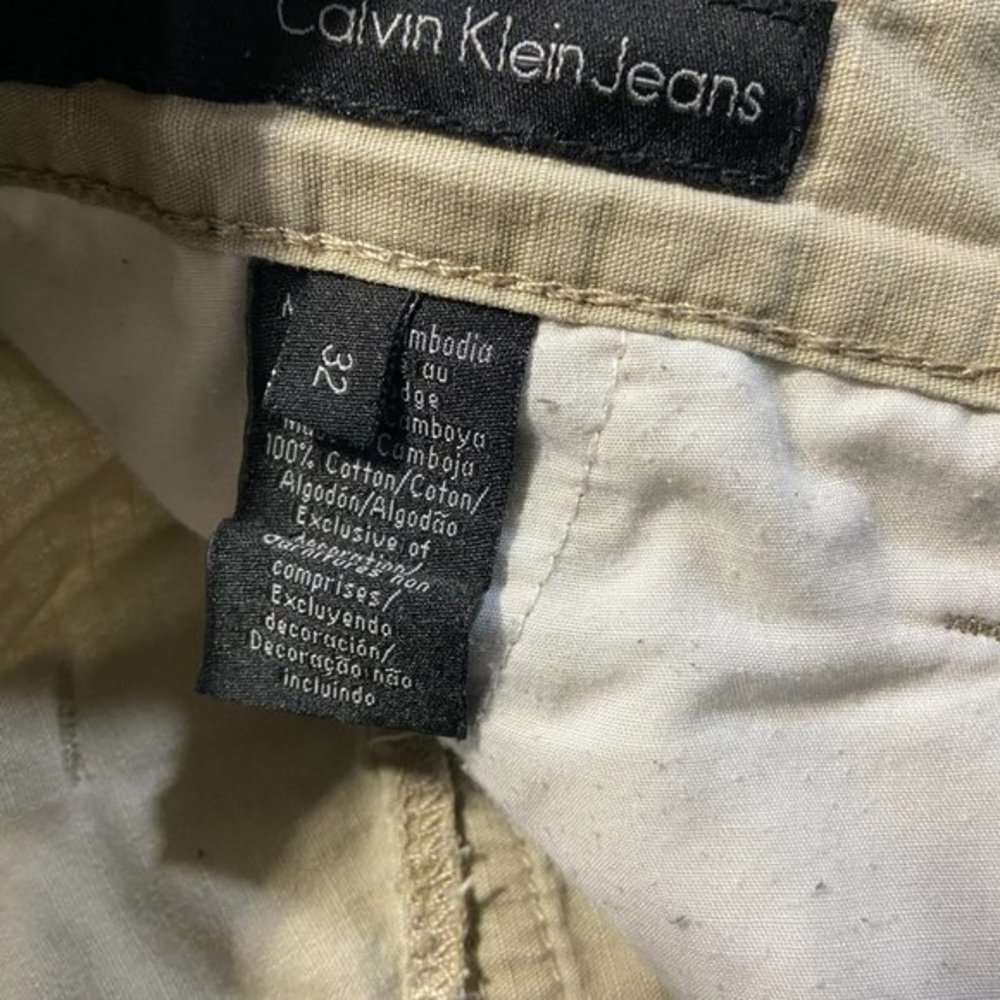 Calvin Klein Jeans
32
mbodia
au
dge
amboya
Camboja
100% Cotton/Coton/
Algodón/Algodão
Exclusive of
comprises/
Excluyendo
decoración/
Decoração não
incluindo